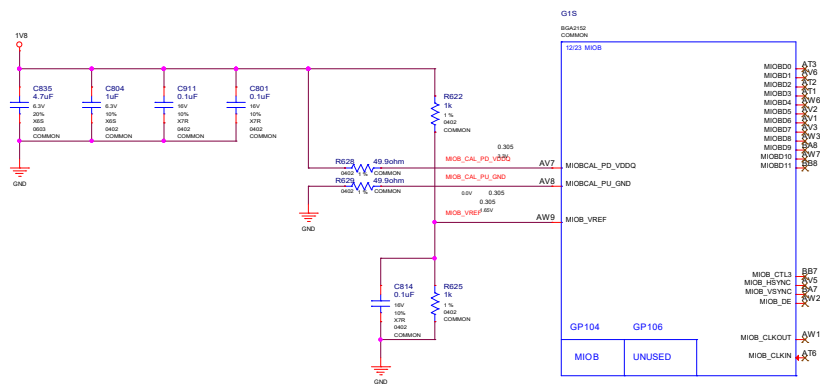 G1S
BGA2152
COMMON
12/23 MIOB
1V8
C835
4.7uF
6.3V
20%
X6S
0603
COMMON
C804
1uF
6.3V
10%
X6S
0402
COMMON
C911
0.1uF
16V
10%
X7R
0402
COMMON
C801
0.1uF
16V
10%
X7R
0402
COMMON
GND
R622
1k
1 %
0402
COMMON
R628
49.9ohm
0402
1 %
COMMON
R629
49.9ohm
0402
1 %
COMMON
GND
MIOB_CAL_PD_VDDQ
0.305
MIOB_CAL_PU_GND
0.0V
0.305
0.305
MIOB_VREF
1.65V
AV7
MIOBCAL_PD_VDDQ
AV8
MIOBCAL_PU_GND
AW9
MIOB_VREF
C814
0.1uF
16V
10%
X7R
0402
COMMON
R625
1k
1 %
0402
COMMON
GND
MIOBD0 AT3
MIOBD1 AV6
MIOBD2 AT2
MIOBD3 AT1
MIOBD4 AW6
MIOBD5 AV2
MIOBD6 AV1
MIOBD7 AV3
MIOBD8 AW3
MIOBD9 BA8
MIOBD10 AW7
MIOBD11 BB8
MIOB_CTL3 BB7
MIOB_HSYNC AV5
MIOB_VSYNC BA7
MIOB_DE AW2
MIOB_CLKOUT AW1
MIOB_CLKIN AT6
GP104 GP106
MIOB UNUSED